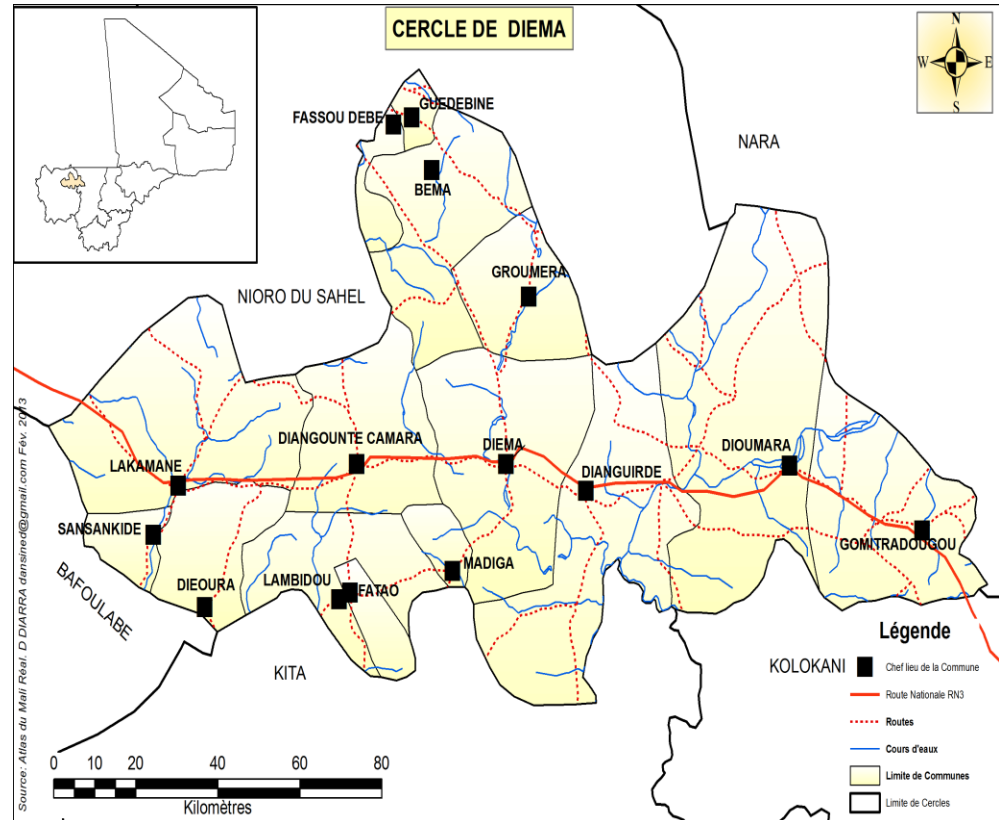 CERCLE DE DIEMA
N
W E
S
GUEDEBINE
FASSOU DEBE
NARA
BEMA
GROUMERA
NIORO DU SAHEL
DIANGOUNTE CAMARA
DIEMA
DIOUMARA
LAKAMANE
DIANGUIRDE
SANSANKIDE
GOMITRADOUGOU
MADIGA
DIEOURA
LAMBIDOU
FATAO
BAFOULABE
KITA
KOLOKANI
Légende
Chef lieu de la Commune
Route Nationale RN3
Routes
Cours d'eaux
Limite de Communes
Limite de Cercles
0 5 10 20 40 60 80
Kilomètres
Source: Atlas du Mali Réal. D DIARRA dansined@gmail.com Fév. 2013